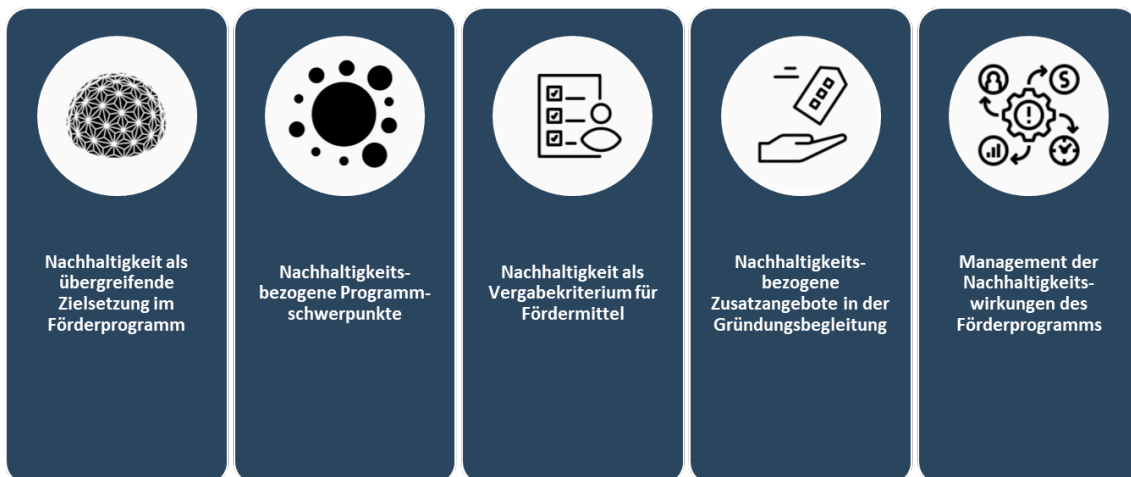 Nachhaltigkeit als
übergreifende
Zielsetzung im
Förderprogramm
Nachhaltigkeits-
bezogene Programm-
schwerpunkte
Nachhaltigkeit als
Vergabekriterium für
Fördermittel
Nachhaltigkeits-
bezogene
Zusatzangebote in der
Gründungsbegleitung
Management der
Nachhaltigkeits-
wirkungen des
Förderprogramms